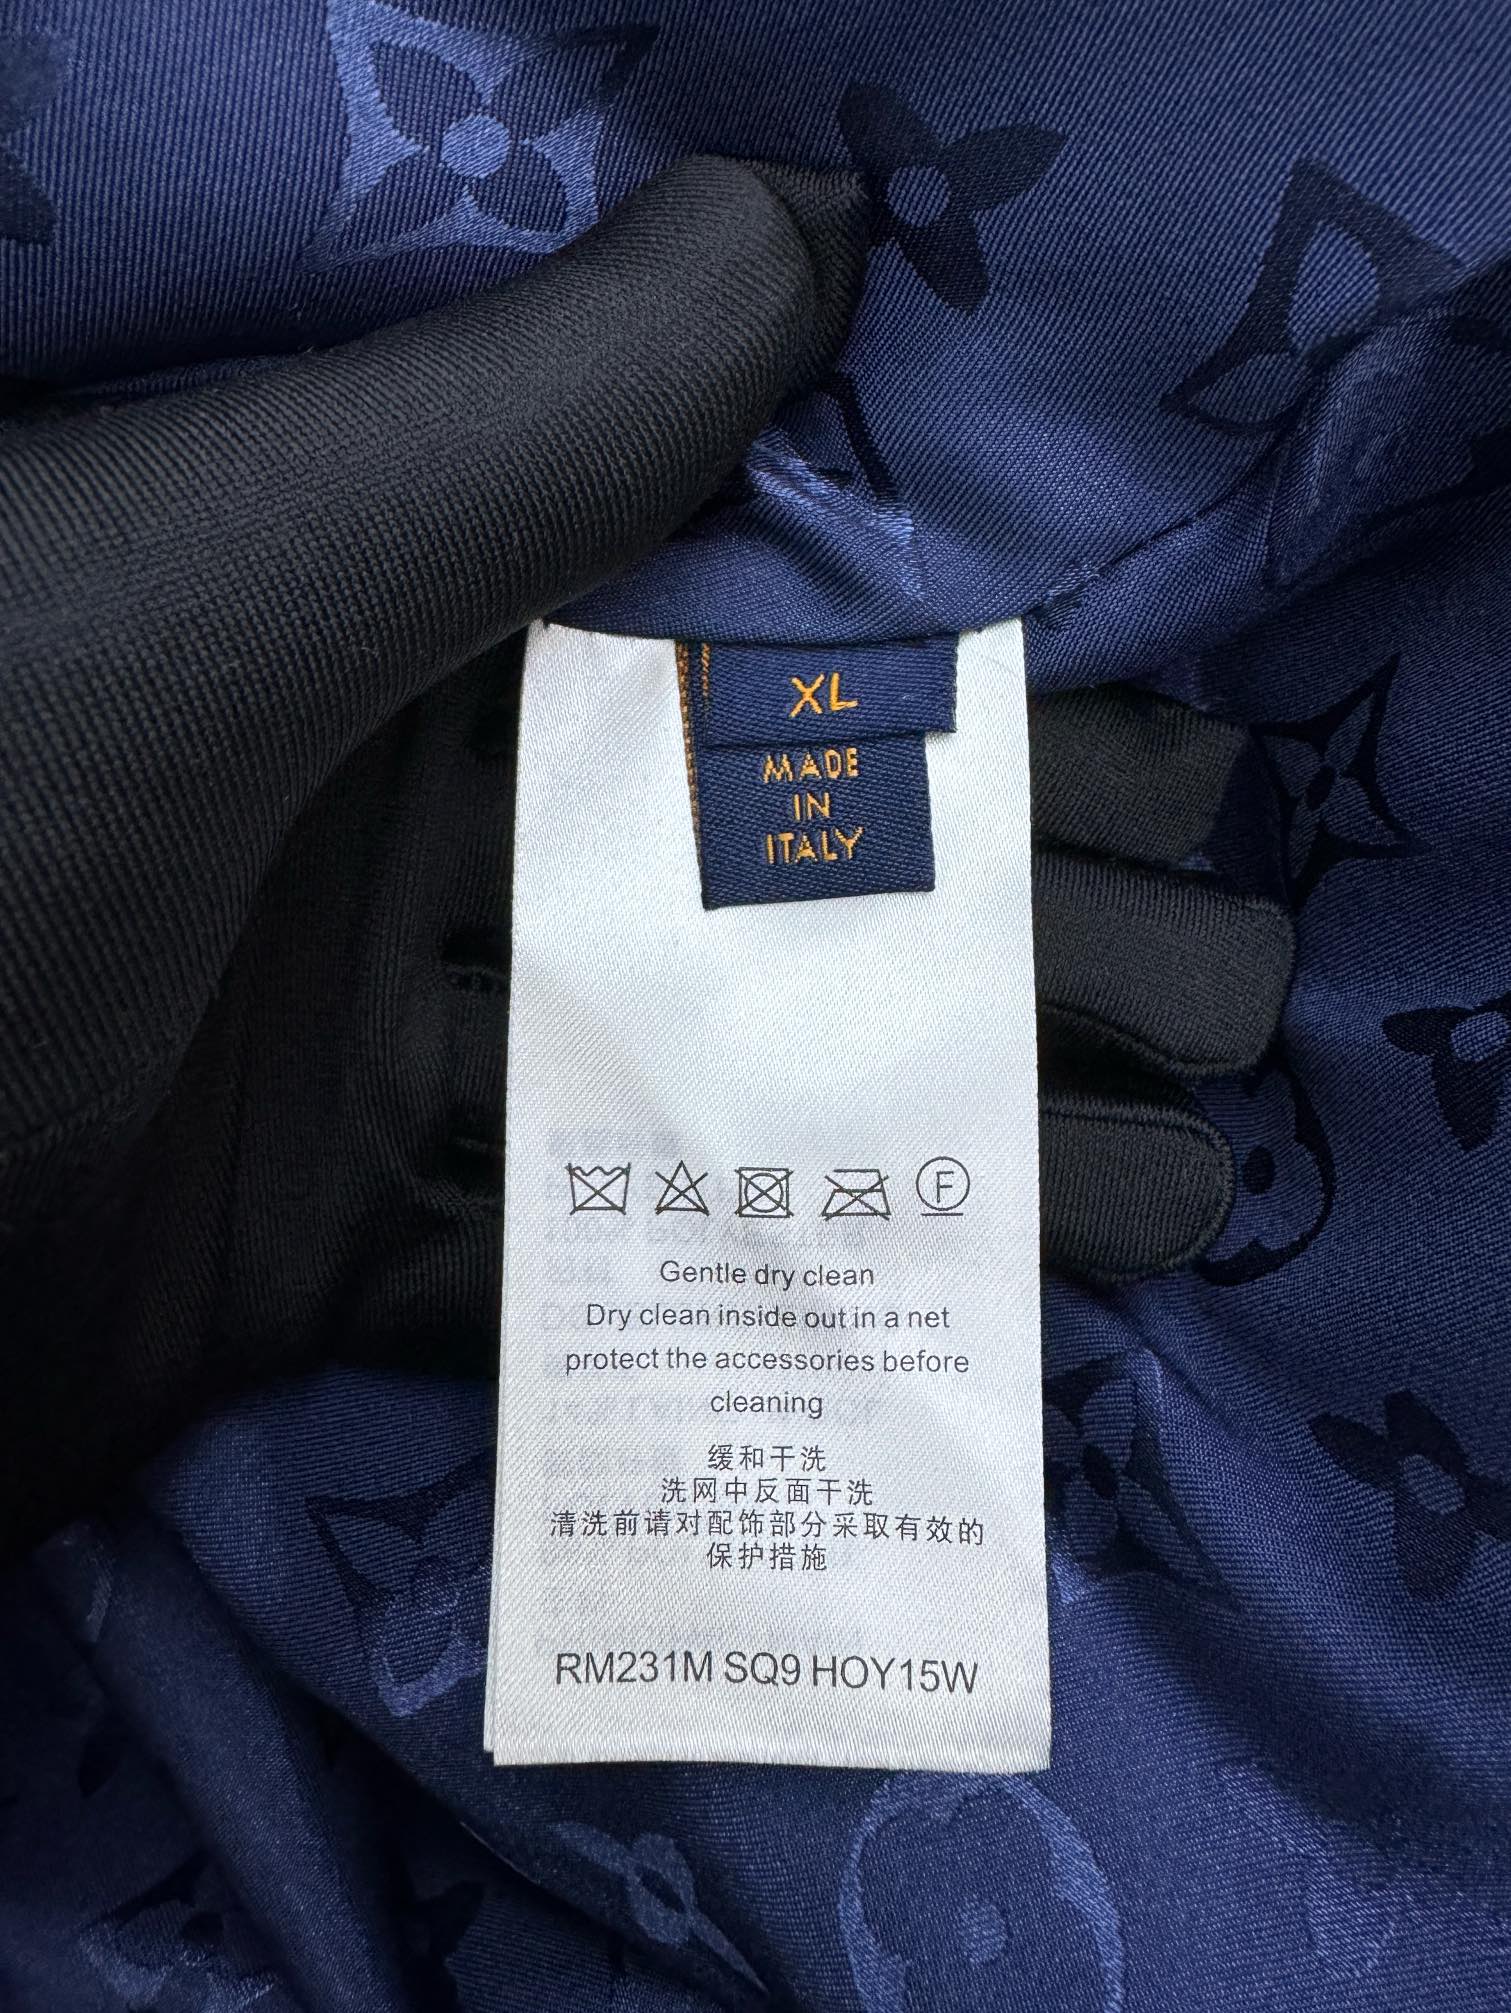 XL
MADE
IN
ITALY
F
Gentle dry clean
Dry clean inside out in a net
protect the accessories before
cleaning
缓和干洗
洗网中反面干洗
清洗前请对配饰部分采取有效的
保护措施
RM231M SQ9 HOY15W